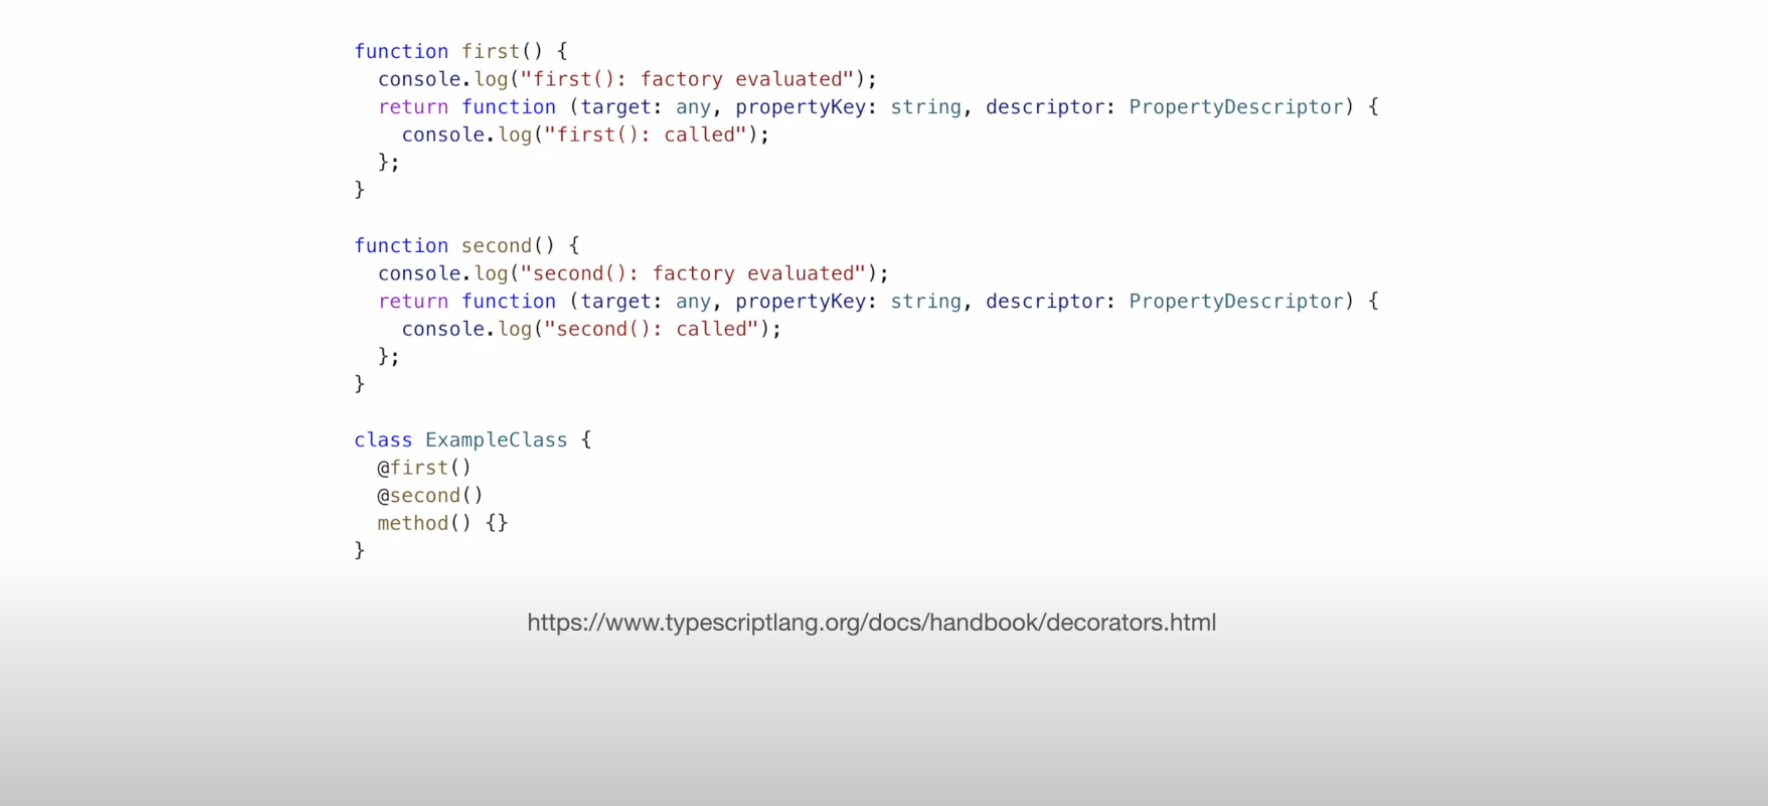 function first() {
  console.log("first(): factory evaluated");
  return function (target: any, propertyKey: string, descriptor: PropertyDescriptor) {
    console.log("first(): called");
  };
}
function second() {
  console.log("second(): factory evaluated");
  return function (target: any, propertyKey: string, descriptor: PropertyDescriptor) {
    console.log("second(): called");
  };
}
class ExampleClass {
  @first()
  @second()
  method() {}
}
https://www.typescriptlang.org/docs/handbook/decorators.html